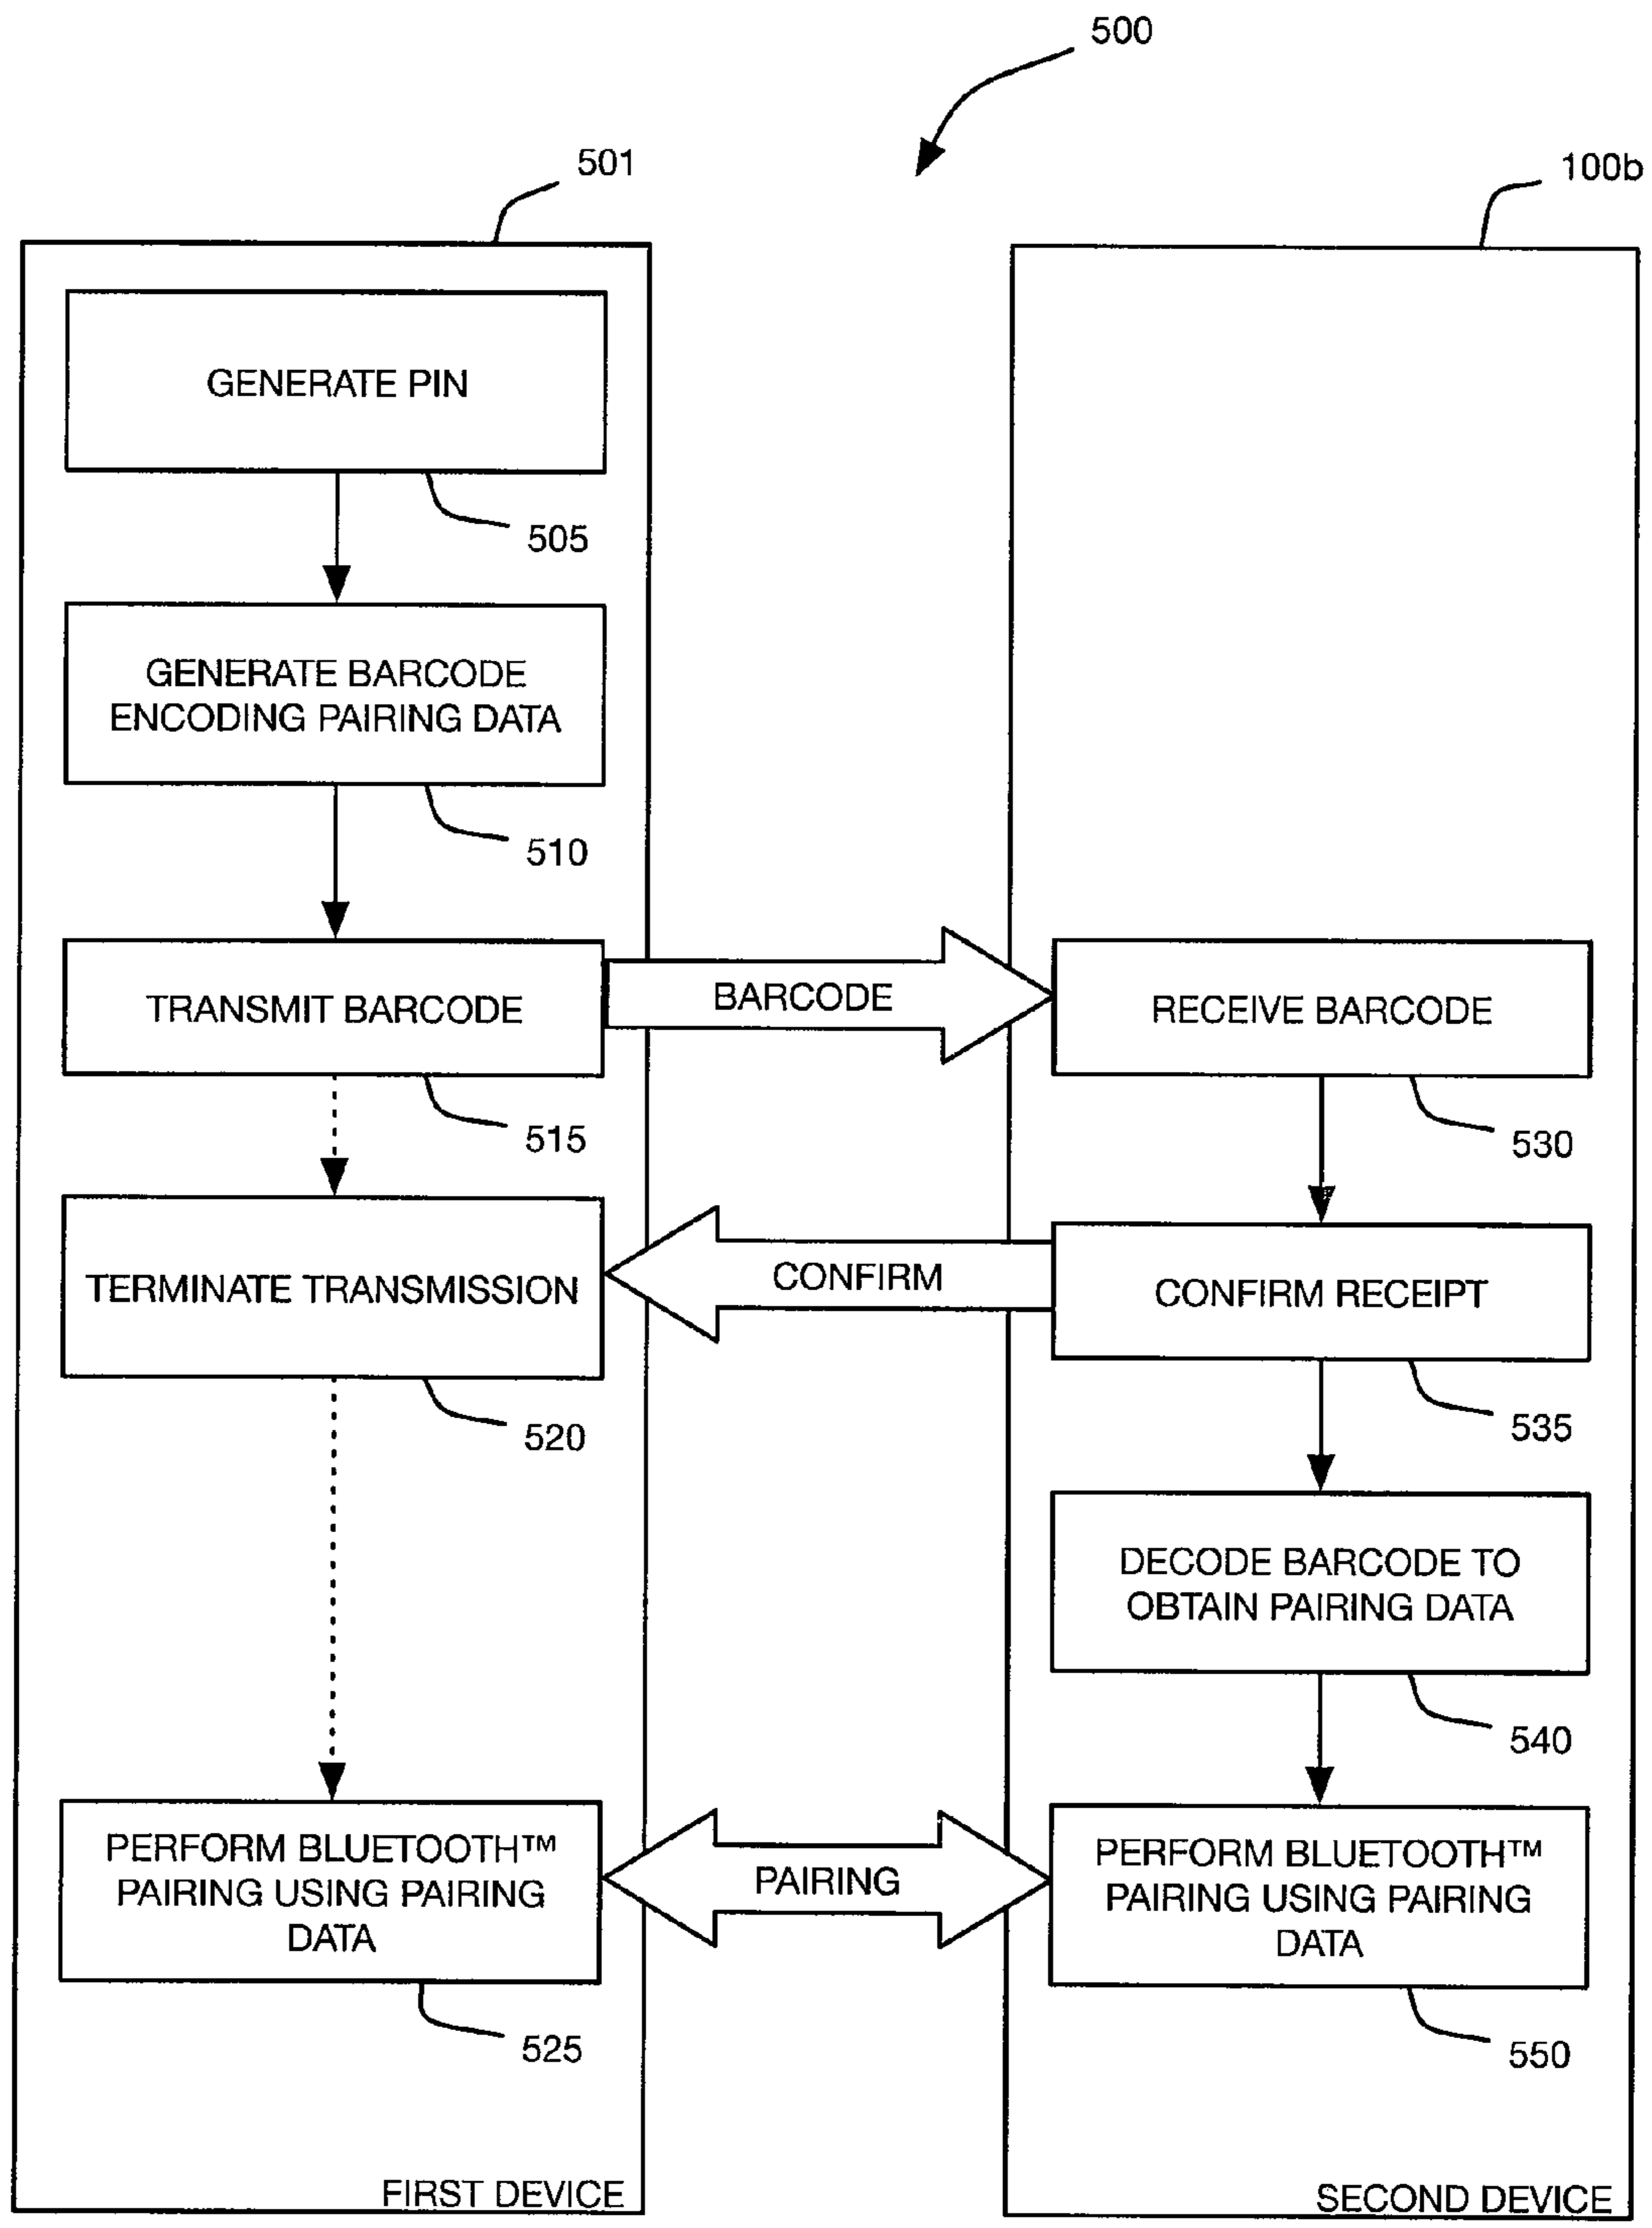 500
501
100b
GENERATE PIN
505
GENERATE BARCODE
ENCODING PAIRING DATA
510
TRANSMIT BARCODE
BARCODE
RECEIVE BARCODE
515
530
TERMINATE TRANSMISSION
CONFIRM
CONFIRM RECEIPT
520
535
DECODE BARCODE TO
OBTAIN PAIRING DATA
540
PERFORM BLUETOOTH™
PAIRING USING PAIRING
DATA
PAIRING
PERFORM BLUETOOTH™
PAIRING USING PAIRING
DATA
525
550
FIRST DEVICE
SECOND DEVICE